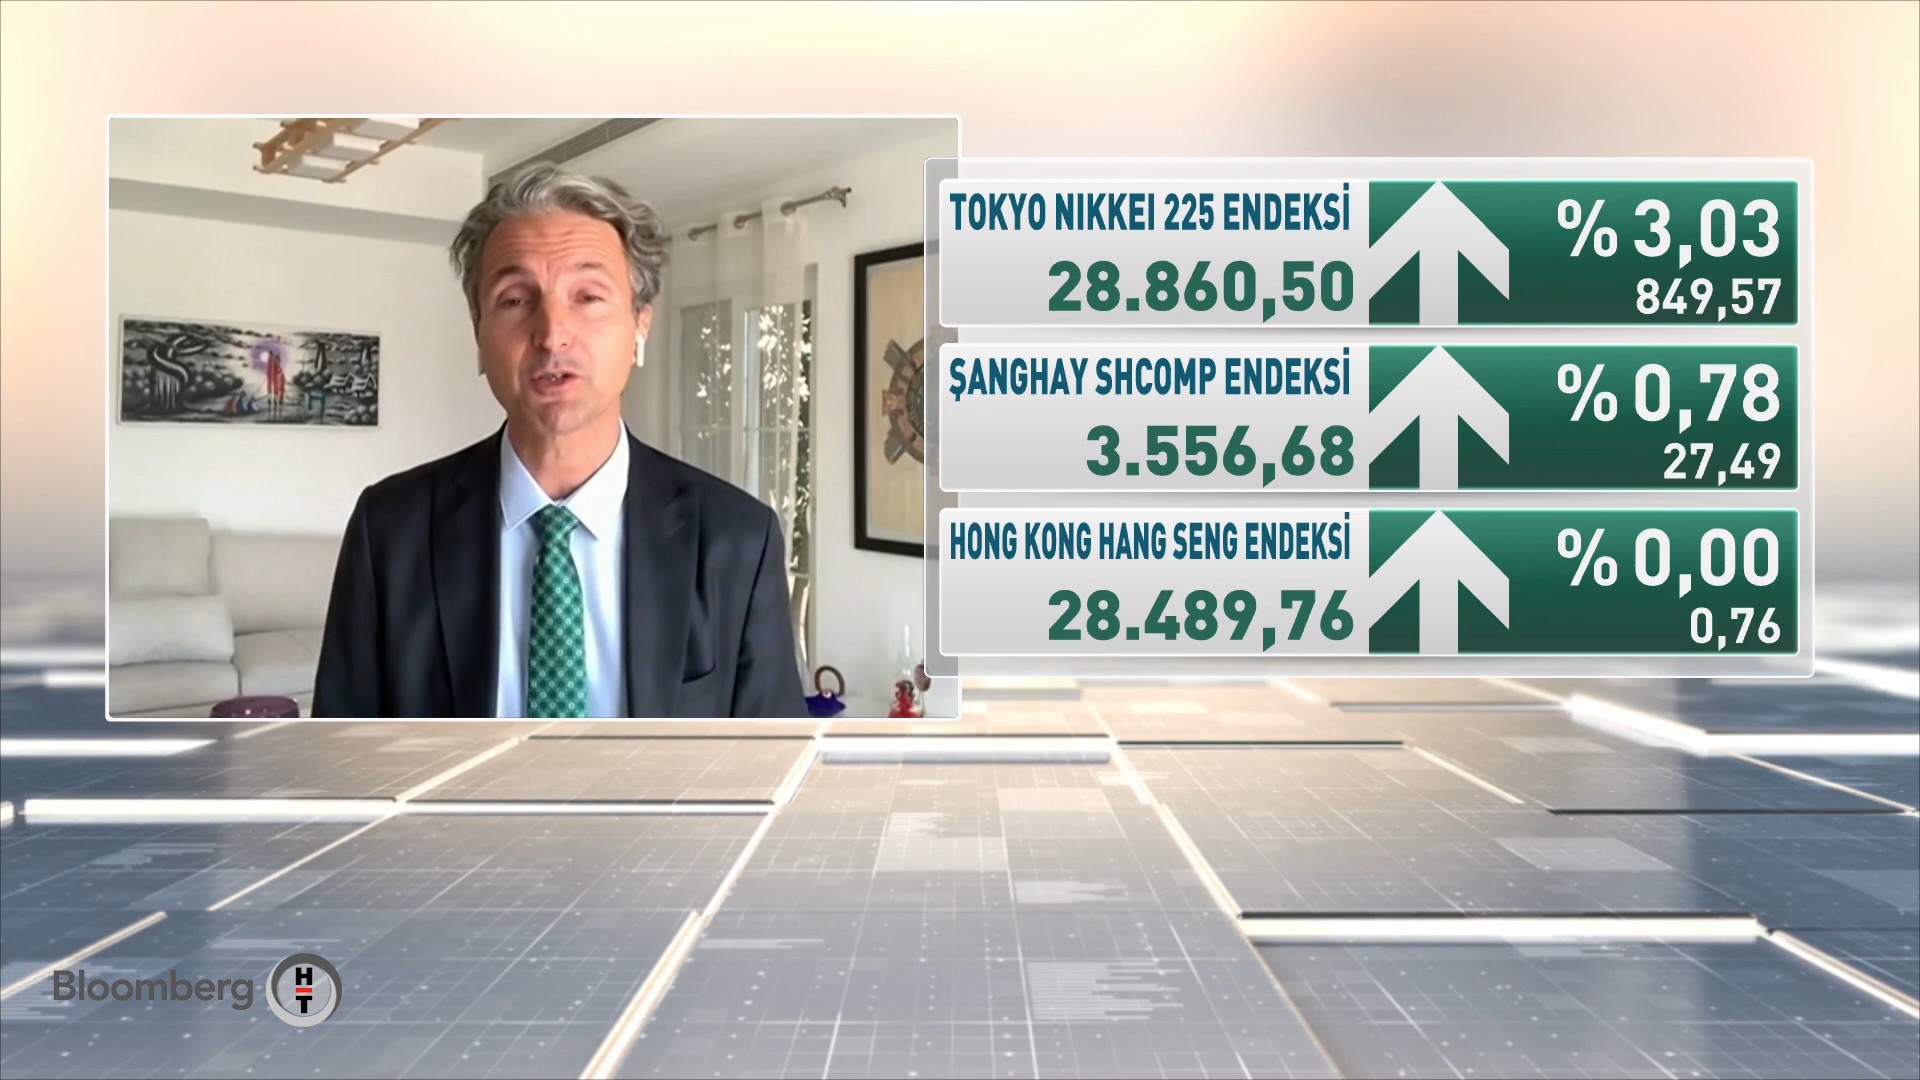 TOKYO NIKKEI 225 ENDEKSİ
28.860,50
% 3,03
849,57
ŞANGHAY SHCOMP ENDEKSİ
3.556,68
% 0,78
27,49
HONG KONG HANG SENG ENDEKSİ
28.489,76
% 0,00
0,76
Bloomberg HT